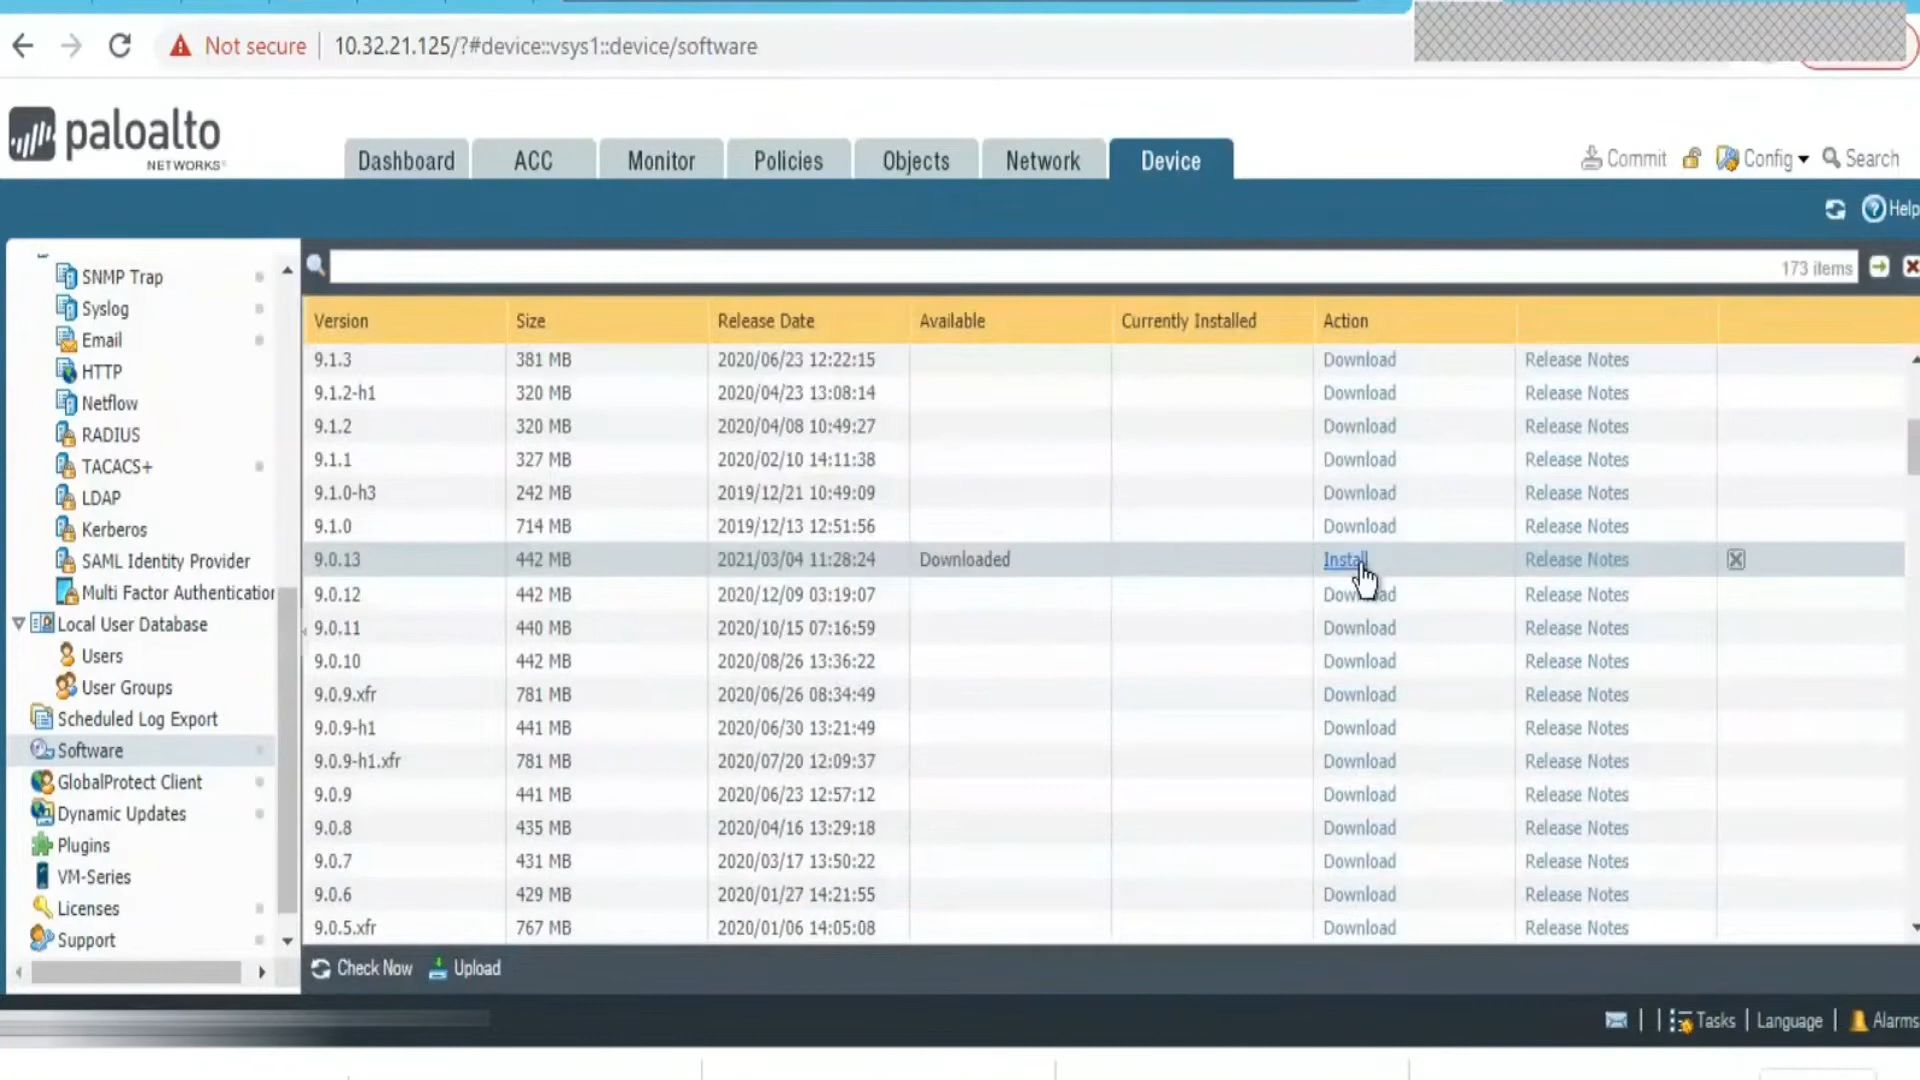 Not secure 10.32.21.125/?#device::vsys1::device/software
paloalto
NETWORKS
Dashboard ACC Monitor Policies Objects Network Device
Commit Config Search
Help
SNMP Trap
Syslog
Email
HTTP
Netflow
RADIUS
TACACS+
LDAP
Kerberos
SAML Identity Provider
Multi Factor Authentication
Local User Database
Users
User Groups
Scheduled Log Export
Software
GlobalProtect Client
Dynamic Updates
Plugins
VM-Series
Licenses
Support
173 items
Version Size Release Date Available Currently Installed Action
9.1.3 381 MB 2020/06/23 12:22:15 Download Release Notes
9.1.2-h1 320 MB 2020/04/23 13:08:14 Download Release Notes
9.1.2 320 MB 2020/04/08 10:49:27 Download Release Notes
9.1.1 327 MB 2020/02/10 14:11:38 Download Release Notes
9.1.0-h3 242 MB 2019/12/21 10:49:09 Download Release Notes
9.1.0 714 MB 2019/12/13 12:51:56 Download Release Notes
9.0.13 442 MB 2021/03/04 11:28:24 Downloaded Install Release Notes
9.0.12 442 MB 2020/12/09 03:19:07 Download Release Notes
9.0.11 440 MB 2020/10/15 07:16:59 Download Release Notes
9.0.10 442 MB 2020/08/26 13:36:22 Download Release Notes
9.0.9.xfr 781 MB 2020/06/26 08:34:49 Download Release Notes
9.0.9-h1 441 MB 2020/06/30 13:21:49 Download Release Notes
9.0.9-h1.xfr 781 MB 2020/07/20 12:09:37 Download Release Notes
9.0.9 441 MB 2020/06/23 12:57:12 Download Release Notes
9.0.8 435 MB 2020/04/16 13:29:18 Download Release Notes
9.0.7 431 MB 2020/03/17 13:50:22 Download Release Notes
9.0.6 429 MB 2020/01/27 14:21:55 Download Release Notes
9.0.5.xfr 767 MB 2020/01/06 14:05:08 Download Release Notes
Check Now Upload
Tasks | Language | Alarms